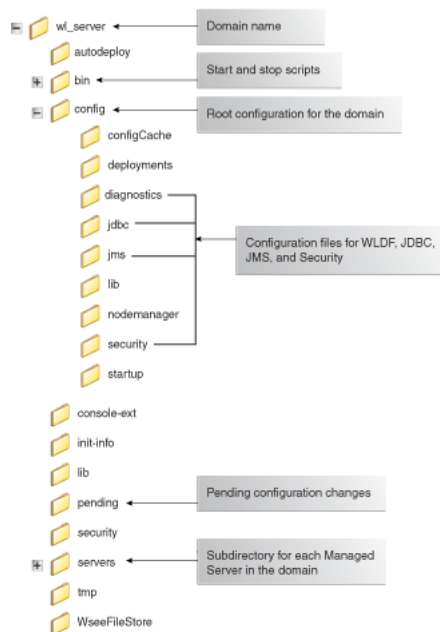 wl_server
Domain name
autodeploy
Start and stop scripts
bin
config
Root configuration for the domain
configCache
deployments
diagnostics
jdbc
Configuration files for WLDF, JDBC,
JMS, and Security
jms
lib
nodemanager
security
startup
console-ext
init-info
lib
Pending configuration changes
pending
security
servers
Subdirectory for each Managed
Server in the domain
tmp
WseeFileStore